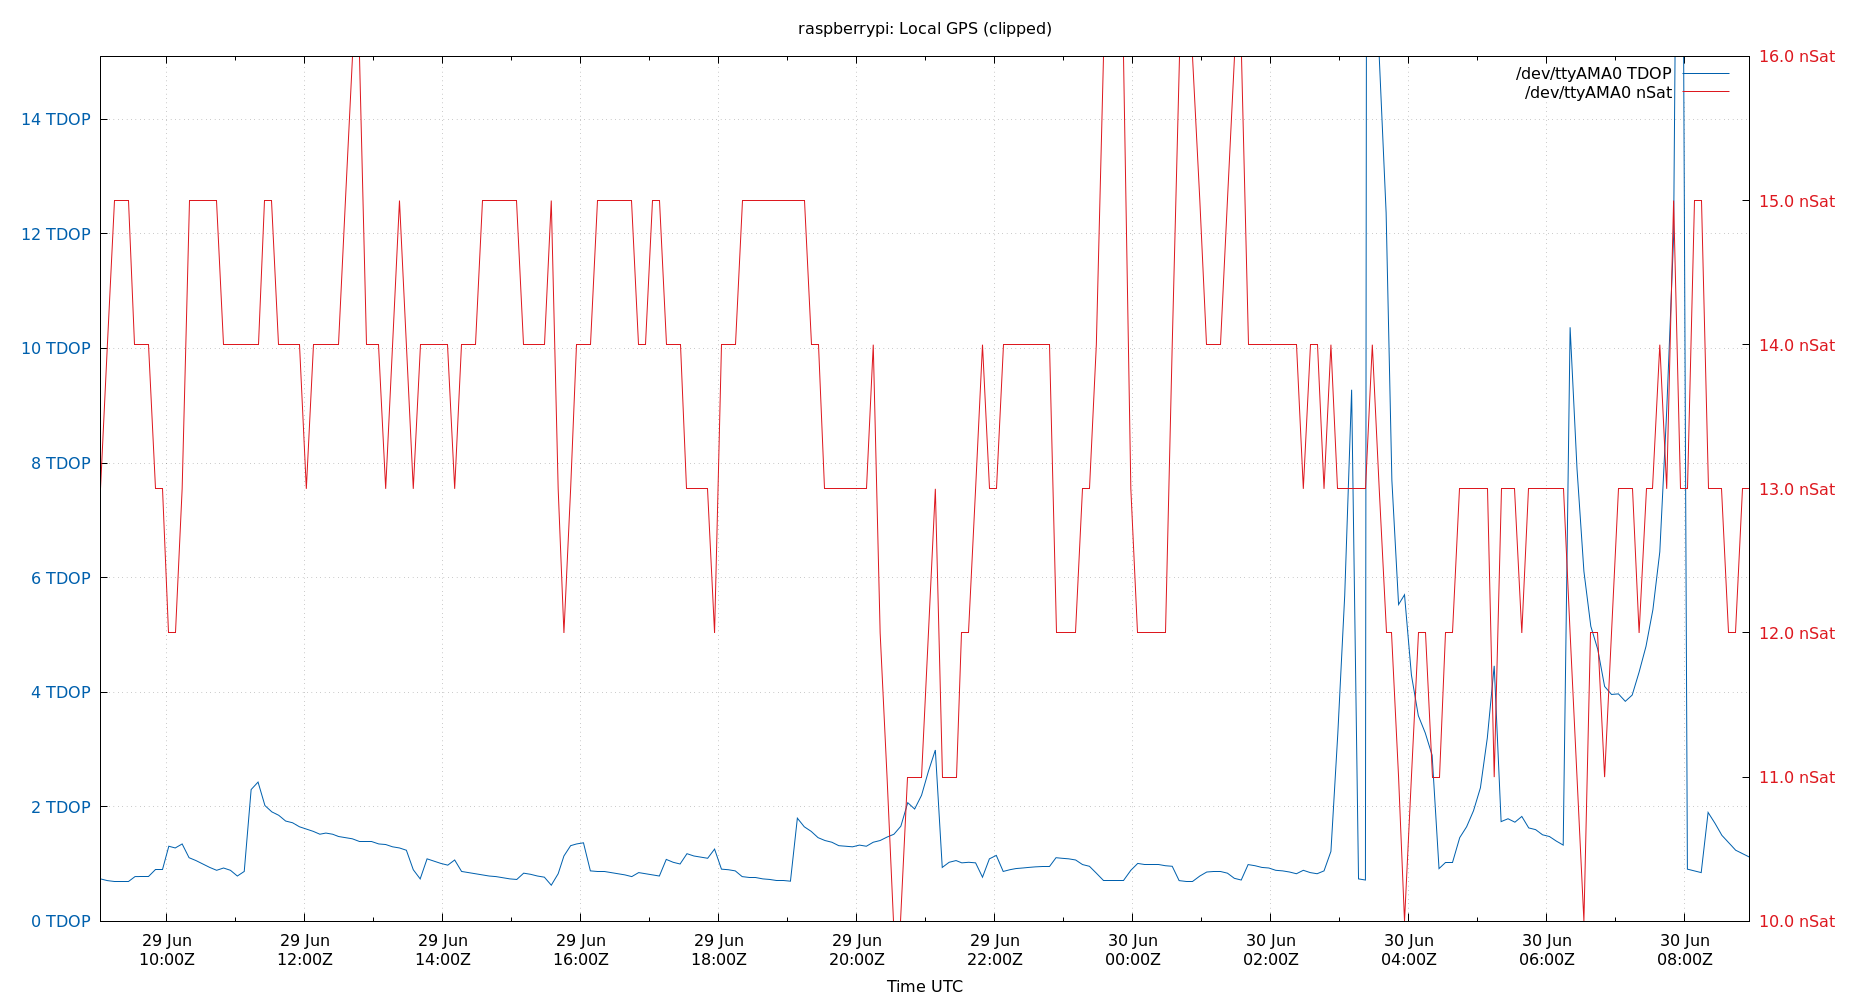 raspberrypi: Local GPS (clipped)
16.0 nSat
/dev/ttyAMA0 TDOP
/dev/ttyAMA0 nSat
14 TDOP
15.0 nSat
12 TDOP
10 TDOP
14.0 nSat
8 TDOP
13.0 nSat
6 TDOP
12.0 nSat
4 TDOP
11.0 nSat
2 TDOP
0 TDOP
10.0 nSat
29 Jun 29 Jun 29 Jun 29 Jun 29 Jun 29 Jun 29 Jun 30 Jun 30 Jun 30 Jun 30 Jun 30 Jun
10:00Z 12:00Z 14:00Z 16:00Z 18:00Z 20:00Z 22:00Z 00:00Z 02:00Z 04:00Z 06:00Z 08:00Z
Time UTC